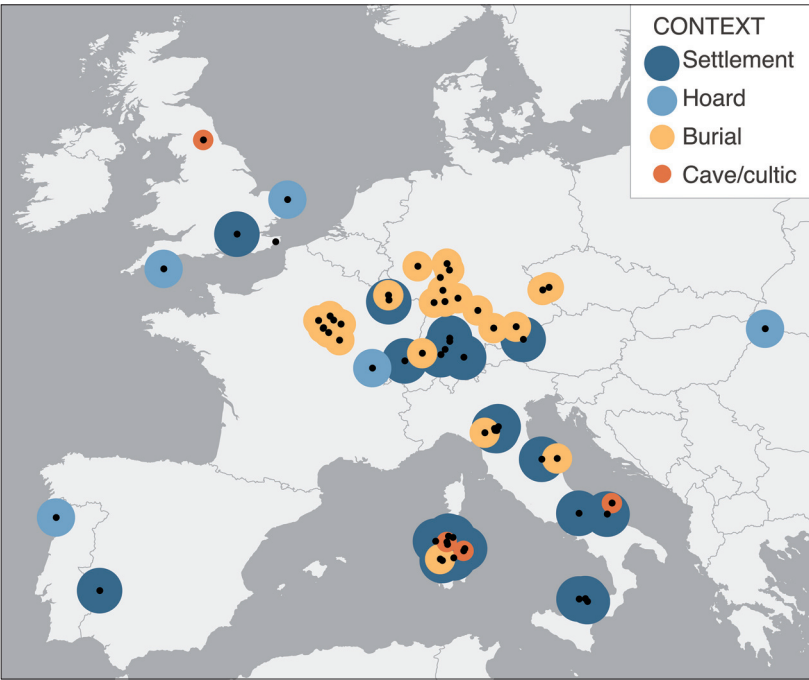 CONTEXT
Settlement
Hoard
Burial
Cave/cultic